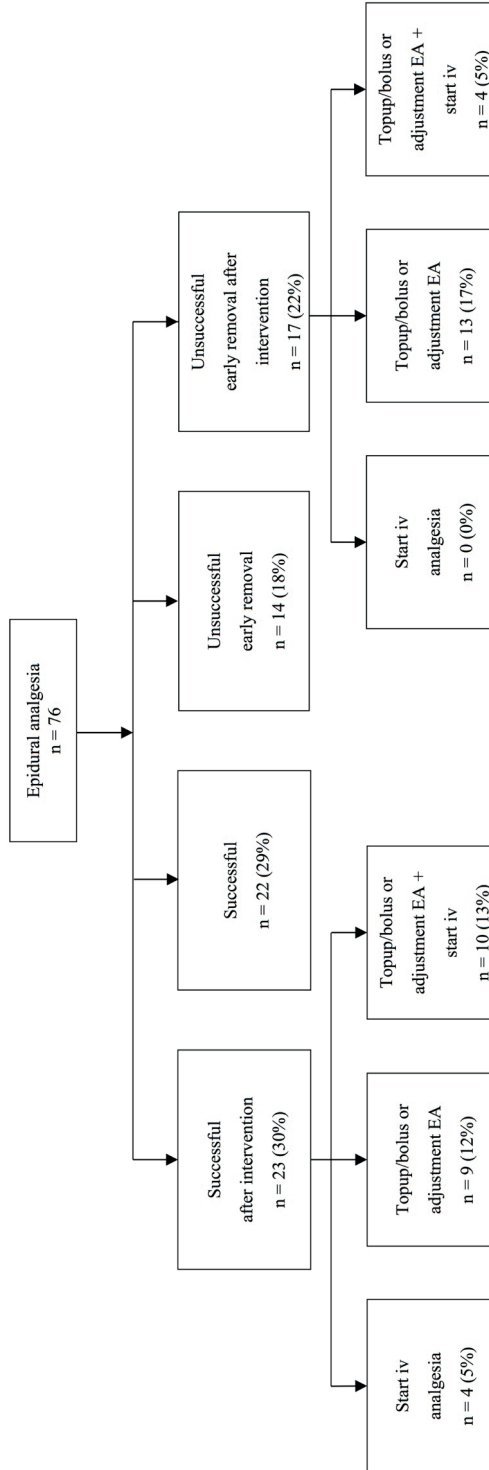 Epidural analgesia
n = 76
Successful
after intervention
n = 23 (30%)
Successful
n = 22 (29%)
Unsuccessful
early removal
n = 14 (18%)
Unsuccessful
early removal after
intervention
n = 17 (22%)
Start iv
analgesia
n = 4 (5%)
Topup/bolus or
adjustment EA
n = 9 (12%)
Topup/bolus or
adjustment EA +
start iv
n = 10 (13%)
Start iv
analgesia
n = 0 (0%)
Topup/bolus or
adjustment EA
n = 13 (17%)
Topup/bolus or
adjustment EA +
start iv
n = 4 (5%)